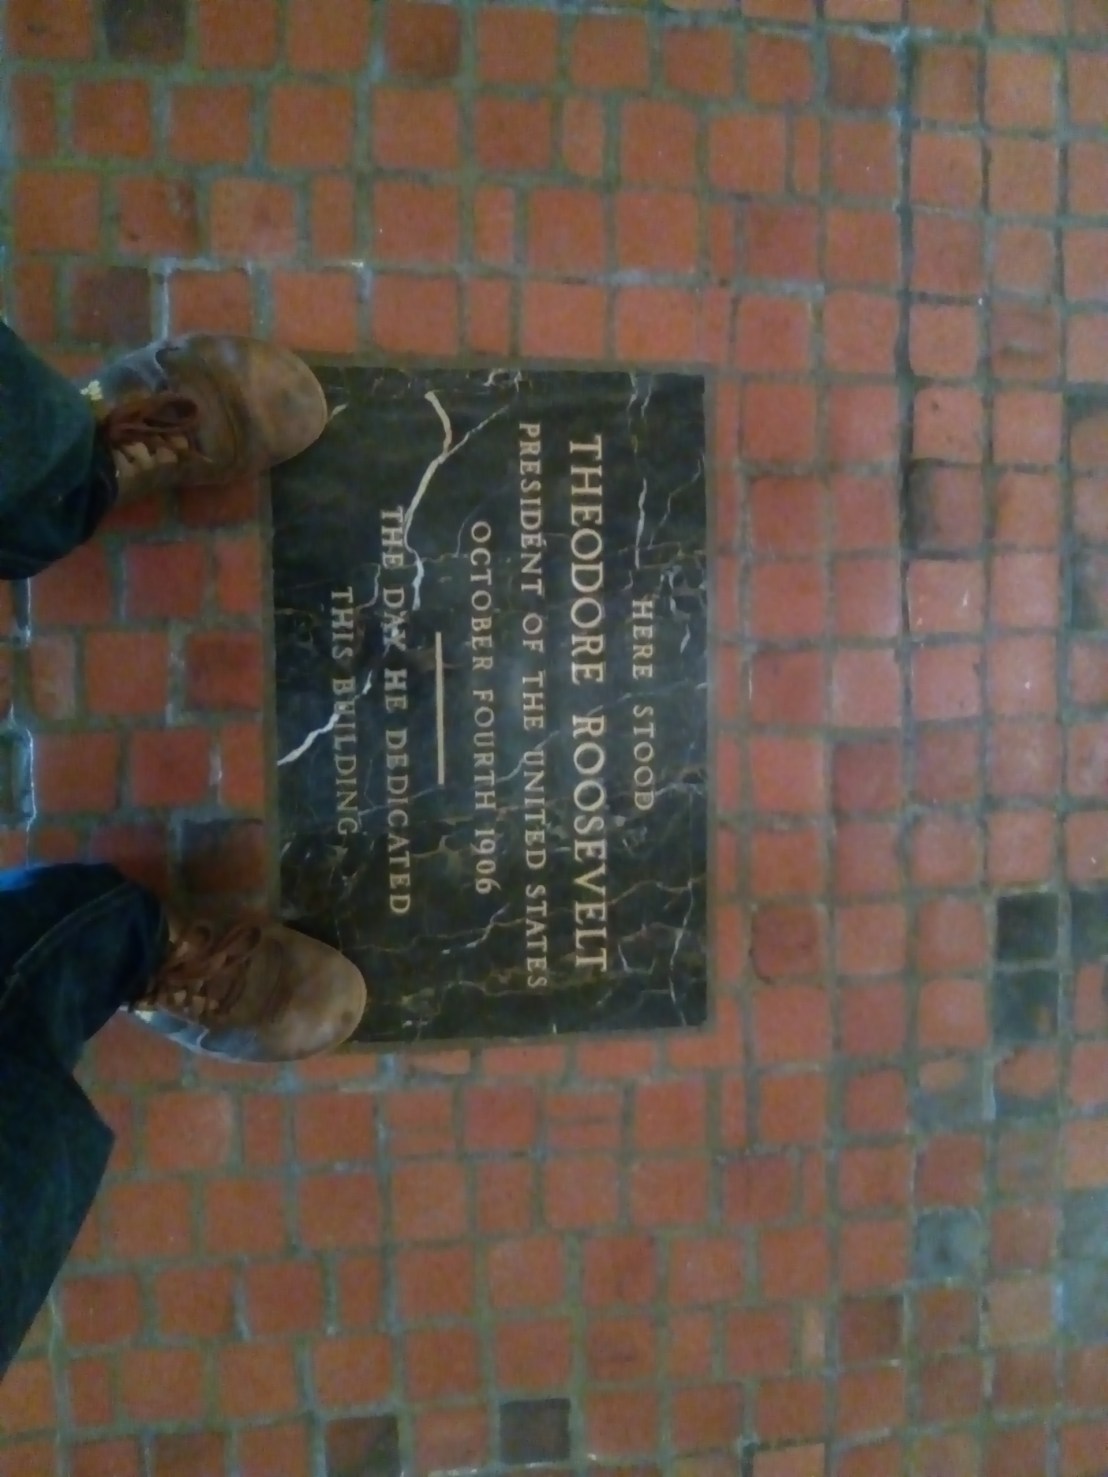 HERE STOOD
THEODORE ROOSEVELT
PRESIDENT OF THE UNITED STATES
OCTOBER FOURTH 1906
THE DAY HE DEDICATED
THIS BUILDING